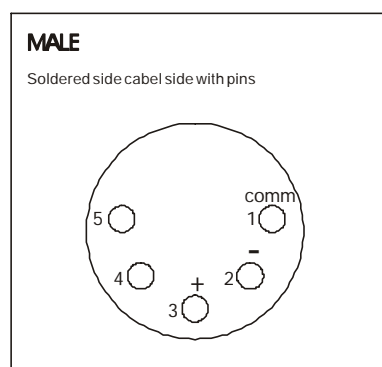 MALE
Soldered side cabel side with pins
comm
5 1
-
4 + 2
3